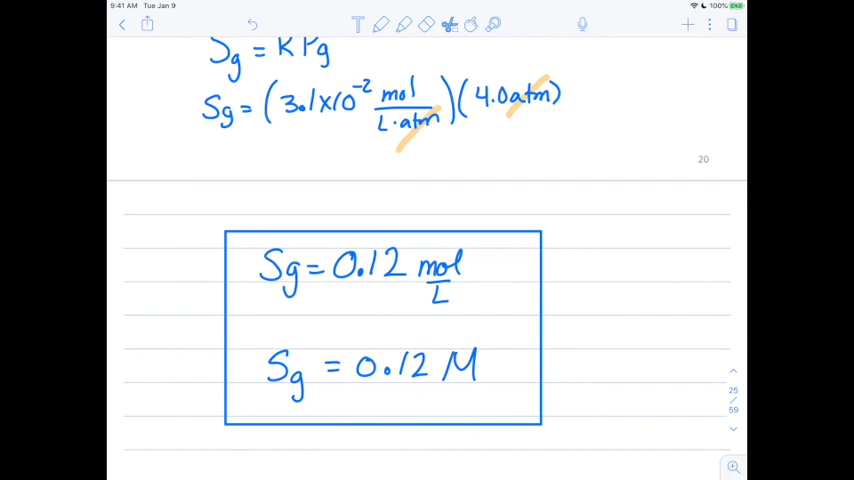 9:41 AM Tue Jan 9
100%
T
Sg = KPg
Sg = (3.1x10⁻² mol / L·atm)(4.0atm)
20
Sg = 0.12 mol / L
Sg = 0.12 M
25
/
59